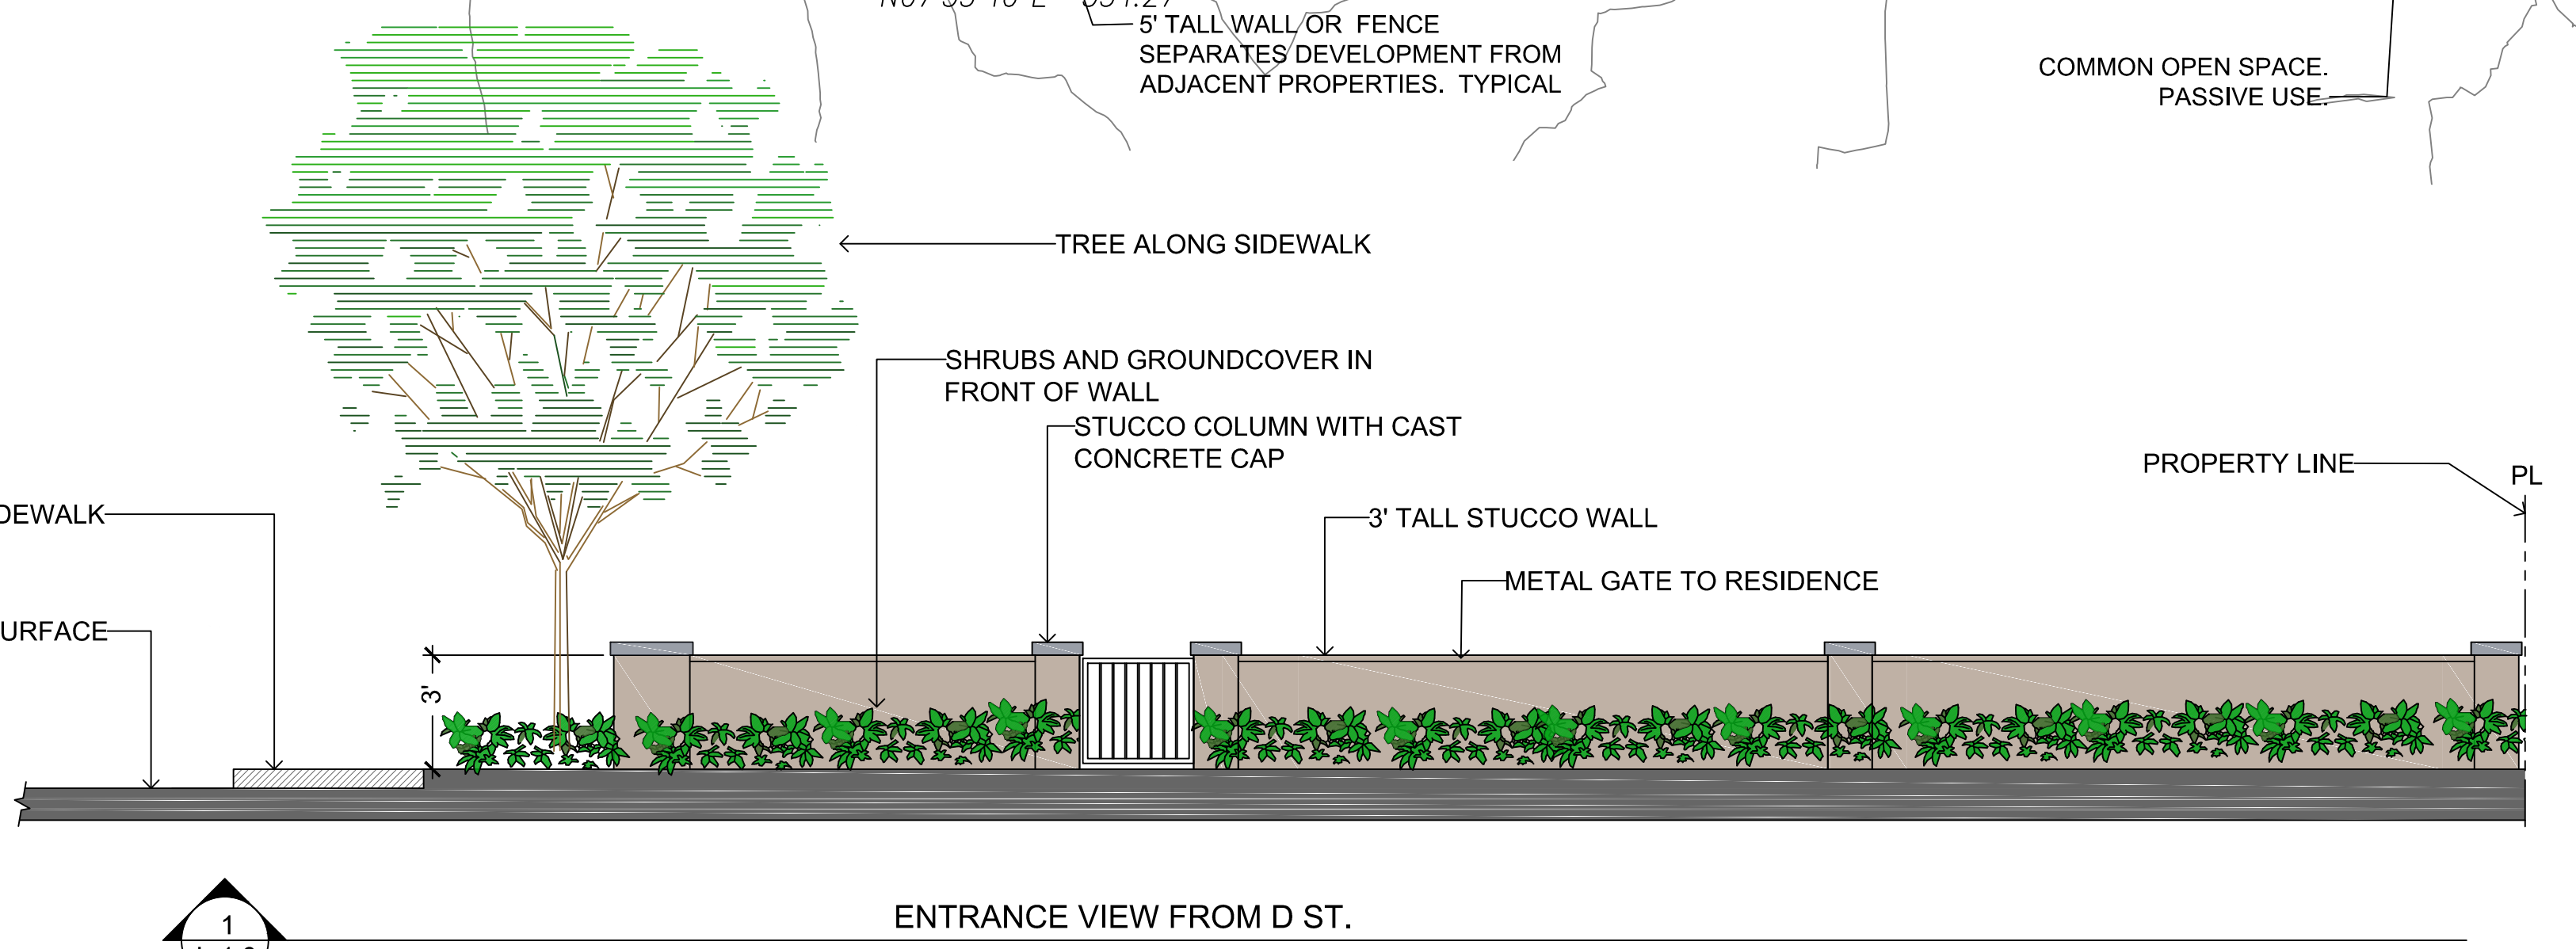 5' TALL WALL OR FENCE
SEPARATES DEVELOPMENT FROM
ADJACENT PROPERTIES. TYPICAL
COMMON OPEN SPACE.
PASSIVE USE.
TREE ALONG SIDEWALK
SHRUBS AND GROUNDCOVER IN
FRONT OF WALL
STUCCO COLUMN WITH CAST
CONCRETE CAP
PROPERTY LINE
PL
DEWALK
3' TALL STUCCO WALL
METAL GATE TO RESIDENCE
URFACE
3'
ENTRANCE VIEW FROM D ST.
1